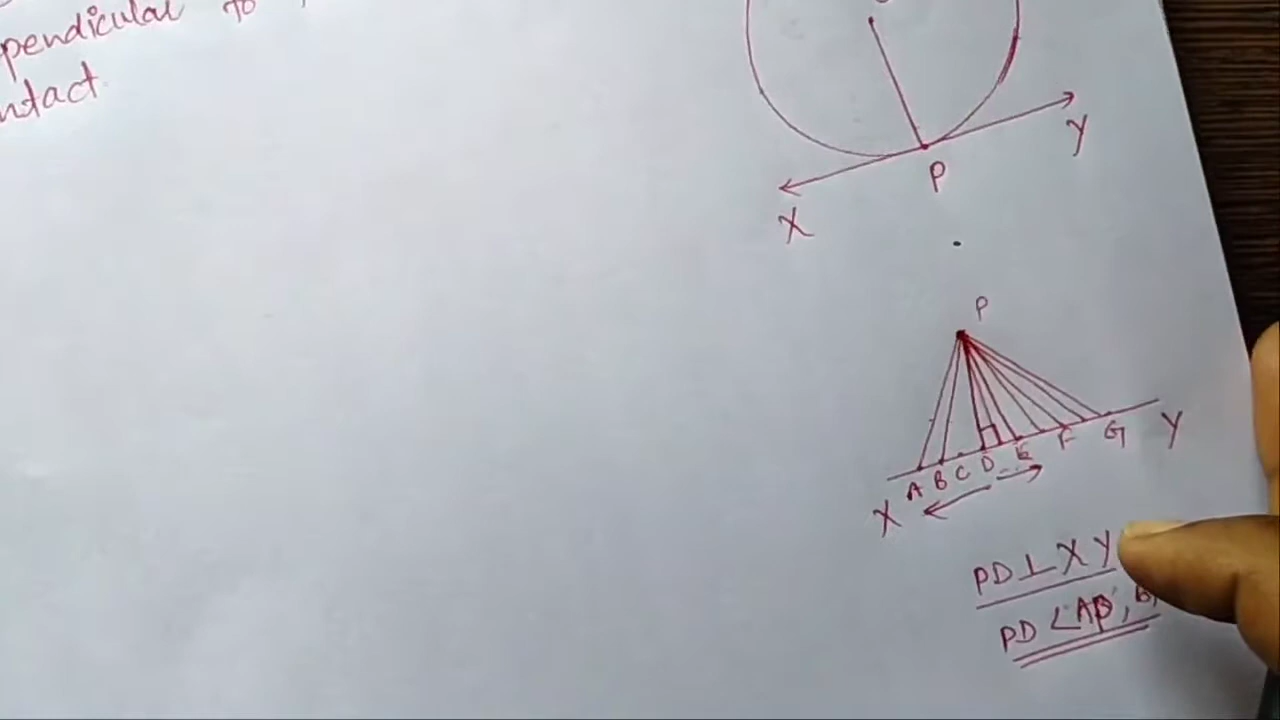 pendicular to
ntact
P
Y
X
P
A B C D E F G Y
X
PD ⊥ XY
PD < AP,